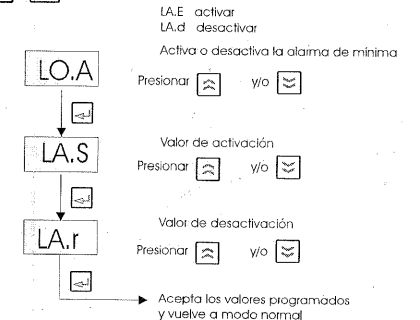 LA.E activar
LA.d desactivar
Activa o desactiva la alarma de mínima
LO.A
Presionar y/o
LA.S
Valor de activación
Presionar y/o
LA.r
Valor de desactivación
Presionar y/o
Acepta los valores programados
y vuelve a modo normal